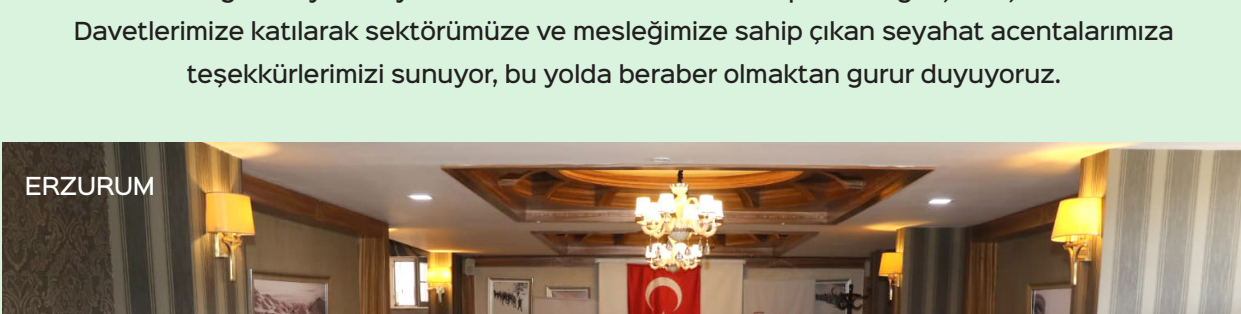 Davetlerimize katılarak sektörümüze ve mesleğimize sahip çıkan seyahat acentalarımıza
teşekkürlerimizi sunuyor, bu yolda beraber olmaktan gurur duyuyoruz.
ERZURUM